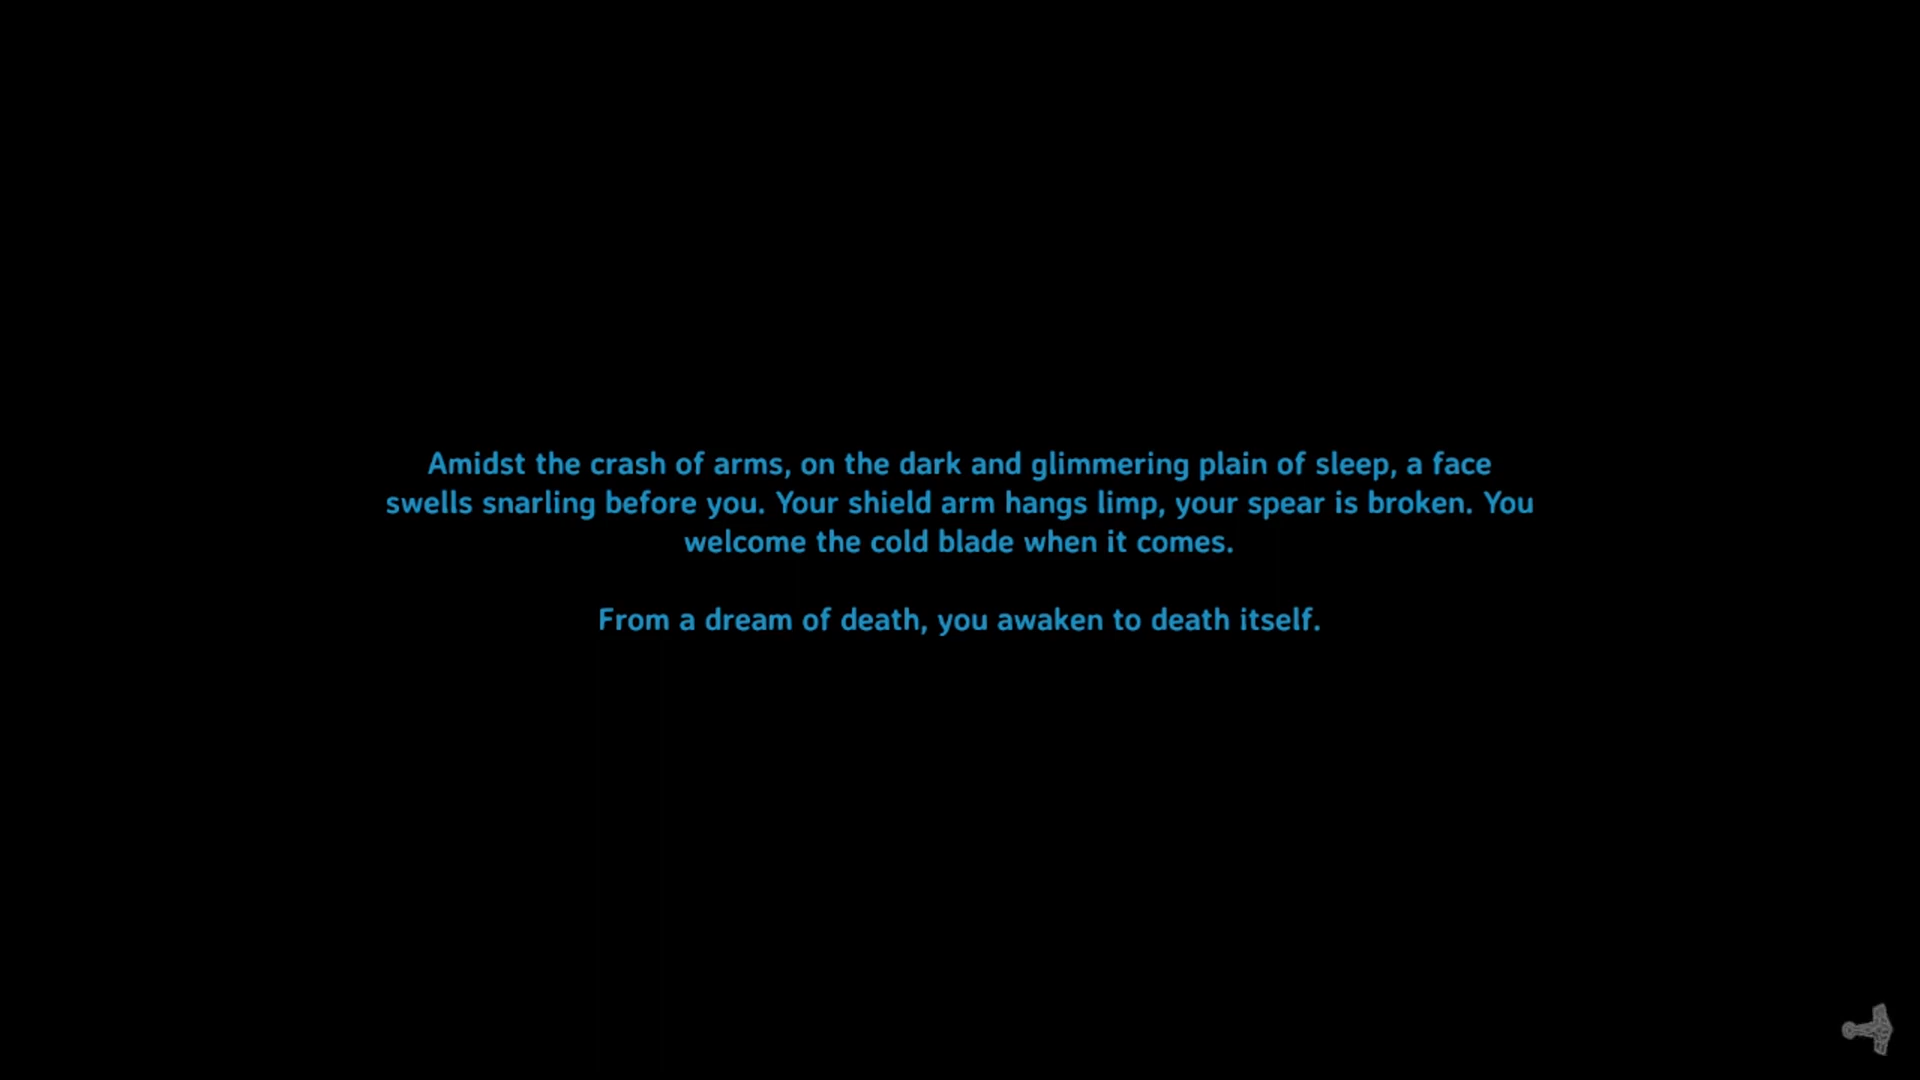 Amidst the crash of arms, on the dark and glimmering plain of sleep, a face
swells snarling before you. Your shield arm hangs limp, your spear is broken. You
welcome the cold blade when it comes.
From a dream of death, you awaken to death itself.